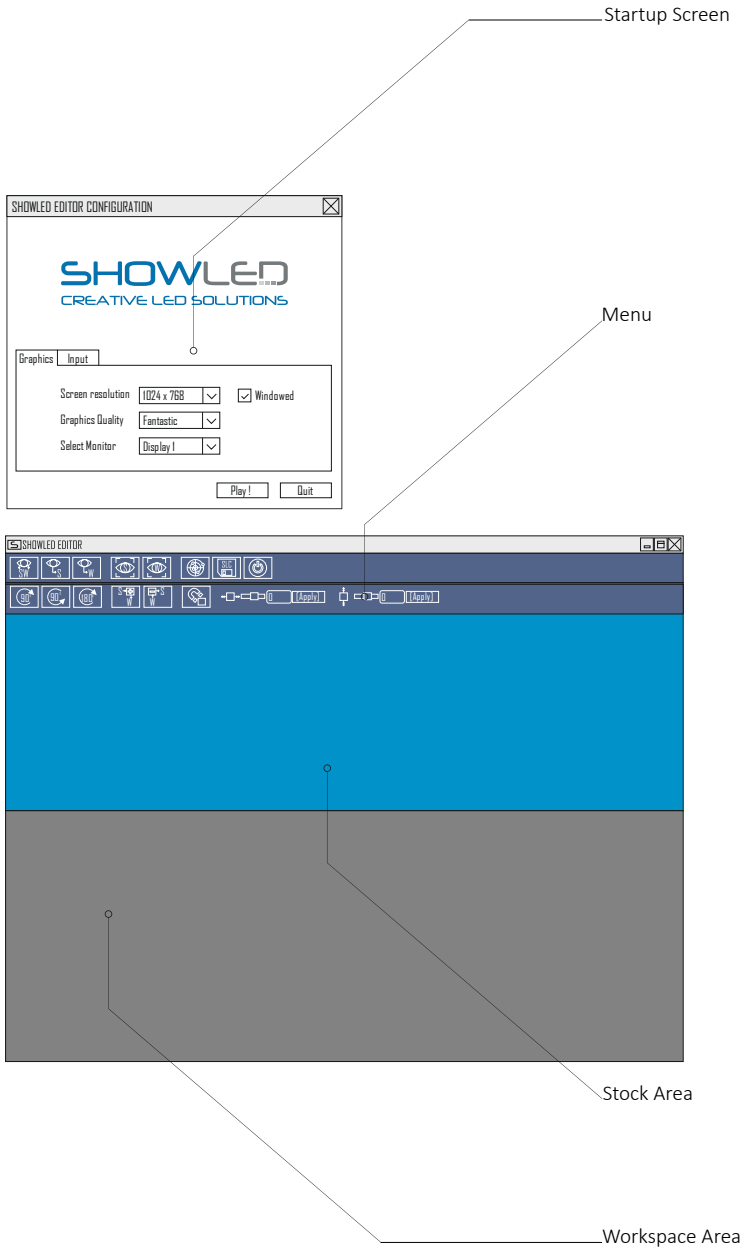 Startup Screen
SHOWLED EDITOR CONFIGURATION
SHOWLED
CREATIVE LED SOLUTIONS
Menu
Graphics Input
Screen resolution 1024 x 768 Windowed
Graphics Quality Fantastic
Select Monitor Display 1
Play ! Quit
S SHOWLED EDITOR
SW S W S W SLC
90° 90° 180° S W W S 0 [Apply] 0 [Apply]
Stock Area
Workspace Area